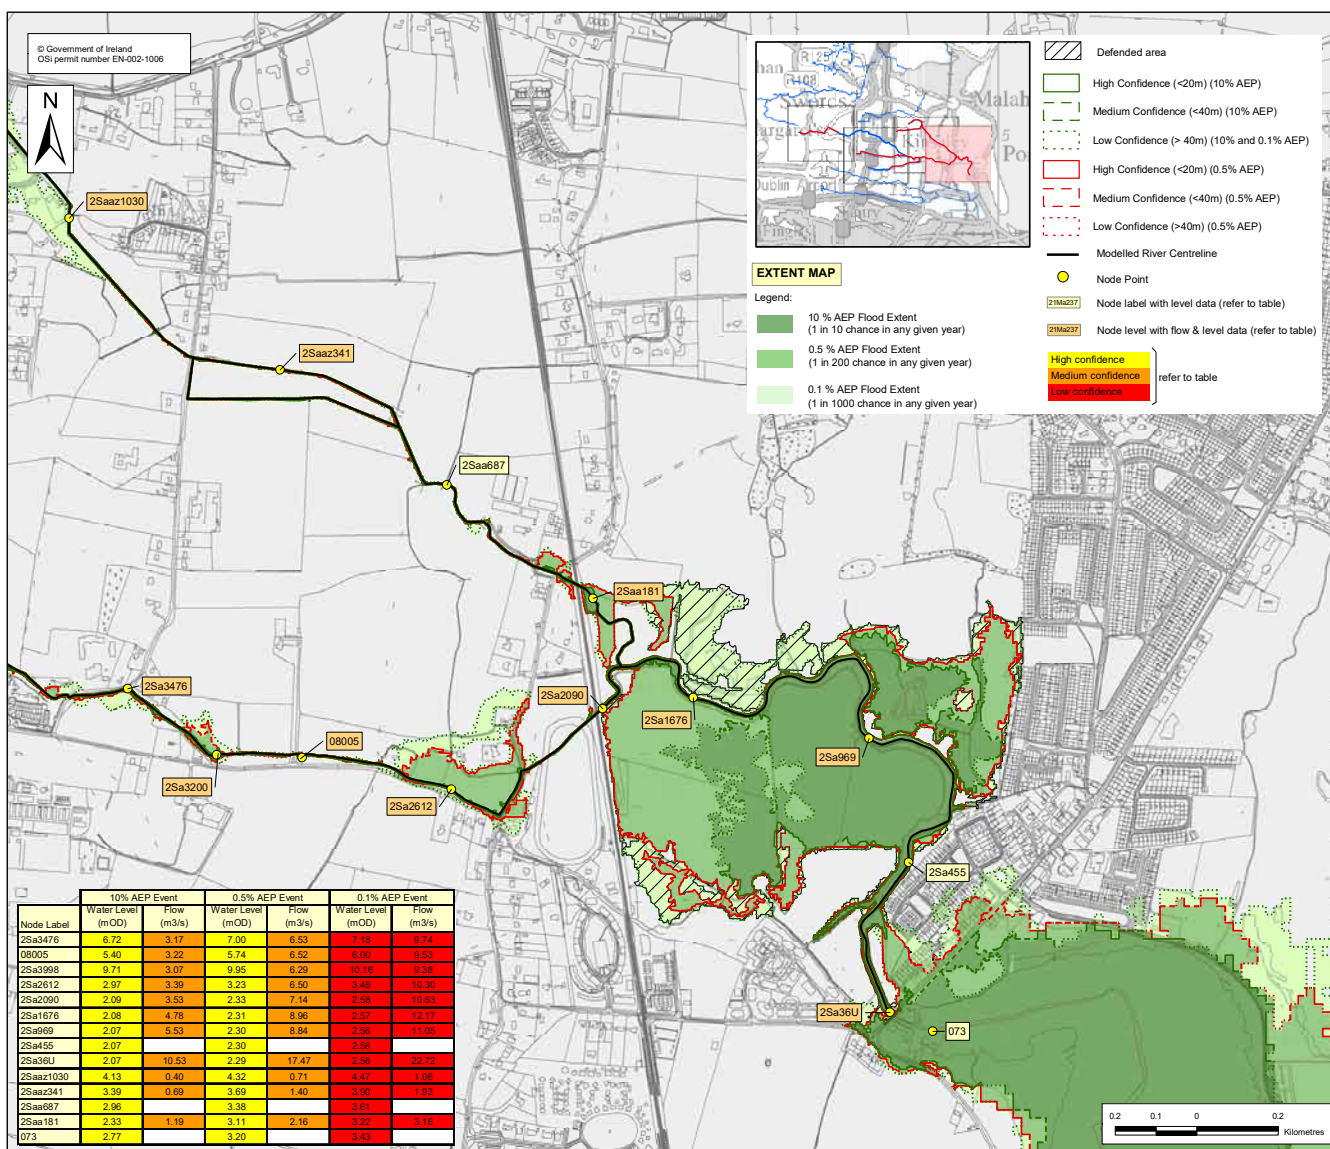 © Government of Ireland
OSi permit number EN-002-1006
N
R125
R108
Swords
Malah
Dublin Airport
Finglas
5
EXTENT MAP
Legend:
10 % AEP Flood Extent
(1 in 10 chance in any given year)
0.5 % AEP Flood Extent
(1 in 200 chance in any given year)
0.1 % AEP Flood Extent
(1 in 1000 chance in any given year)
Defended area
High Confidence (<20m) (10% AEP)
Medium Confidence (<40m) (10% AEP)
Low Confidence (> 40m) (10% and 0.1% AEP)
High Confidence (<20m) (0.5% AEP)
Medium Confidence (<40m) (0.5% AEP)
Low Confidence (>40m) (0.5% AEP)
Modelled River Centreline
Node Point
21Ma237 Node label with level data (refer to table)
21Ma237 Node level with flow & level data (refer to table)
High confidence
Medium confidence
Low confidence
refer to table
2Saaz1030
2Saaz341
2Saa687
2Saa181
2Sa3476
2Sa2090
2Sa1676
08005
2Sa969
2Sa3200
2Sa2612
2Sa455
2Sa36U
073
10% AEP Event 0.5% AEP Event 0.1% AEP Event
Node Label Water Level (mOD) Flow (m3/s) Water Level (mOD) Flow (m3/s) Water Level (mOD) Flow (m3/s)
2Sa3476 6.72 3.17 7.00 6.53 7.18 9.74
08005 5.40 3.22 5.74 6.52 6.00 9.53
2Sa3998 9.71 3.07 9.95 6.29 10.16 9.38
2Sa2612 2.97 3.39 3.23 6.50 3.46 10.30
2Sa2090 2.09 3.53 2.33 7.14 2.58 10.53
2Sa1676 2.08 4.78 2.31 8.96 2.57 12.17
2Sa969 2.07 5.53 2.30 8.84 2.56 11.05
2Sa455 2.07 2.30 2.58
2Sa36U 2.07 10.53 2.29 17.47 2.56 22.72
2Saaz1030 4.13 0.40 4.32 0.71 4.47 1.06
2Saaz341 3.39 0.69 3.69 1.40 3.90 1.93
2Saa687 2.96 3.38 3.61
2Saa181 2.33 1.19 3.11 2.16 3.22 3.16
073 2.77 3.20 3.43
0.2 0.1 0 0.2
Kilometres